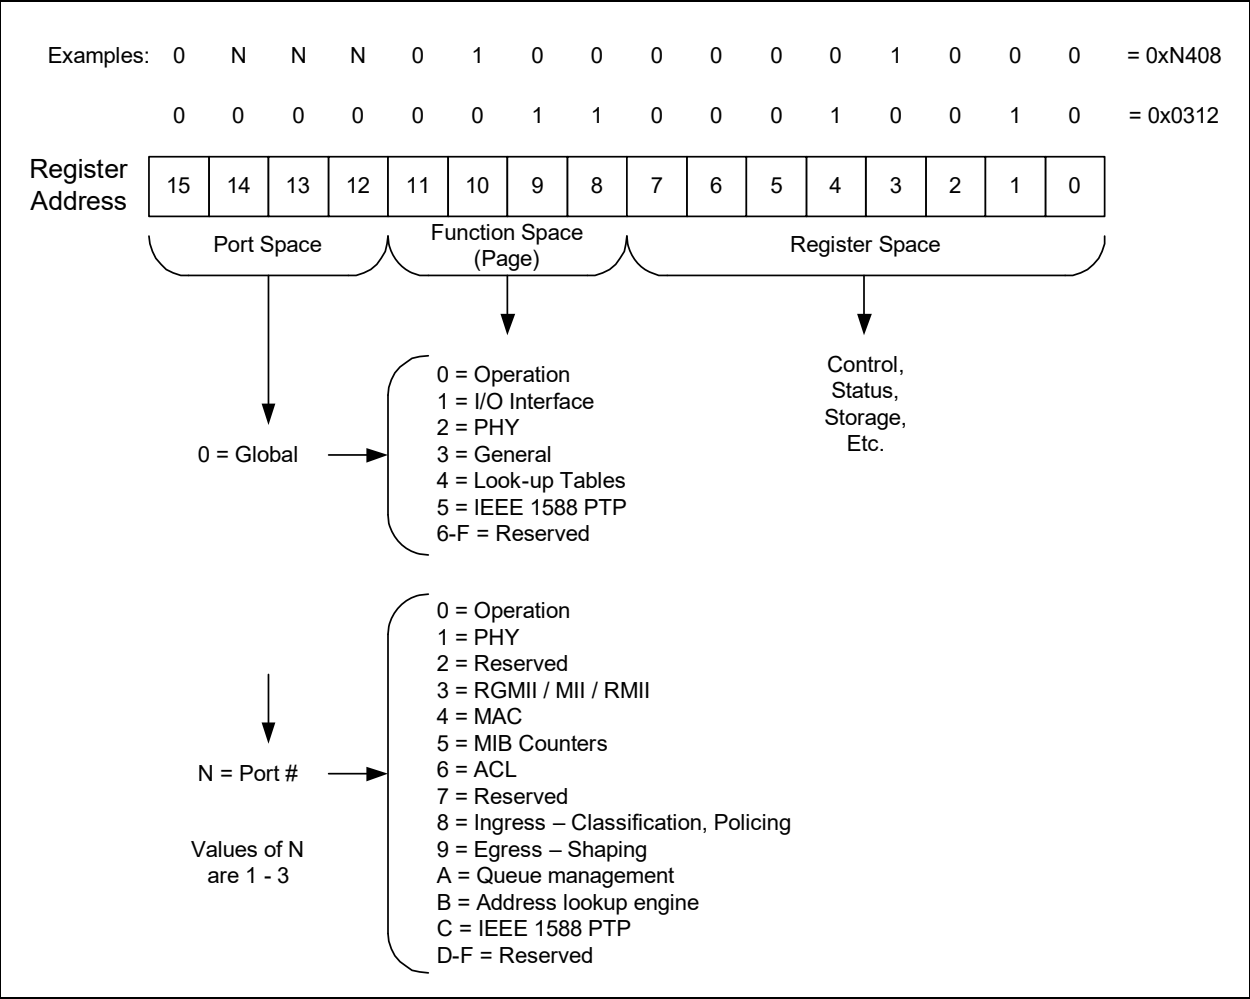 Examples: 0 N N N 0 1 0 0 0 0 0 0 1 0 0 0 = 0xN408
0 0 0 0 0 0 1 1 0 0 0 1 0 0 1 0 = 0x0312
Register
Address
15 14 13 12 11 10 9 8 7 6 5 4 3 2 1 0
Port Space
Function Space
(Page)
Register Space
Control,
Status,
Storage,
Etc.
0 = Global
0 = Operation
1 = I/O Interface
2 = PHY
3 = General
4 = Look-up Tables
5 = IEEE 1588 PTP
6-F = Reserved
N = Port #
Values of N
are 1 - 3
0 = Operation
1 = PHY
2 = Reserved
3 = RGMII / MII / RMII
4 = MAC
5 = MIB Counters
6 = ACL
7 = Reserved
8 = Ingress – Classification, Policing
9 = Egress – Shaping
A = Queue management
B = Address lookup engine
C = IEEE 1588 PTP
D-F = Reserved